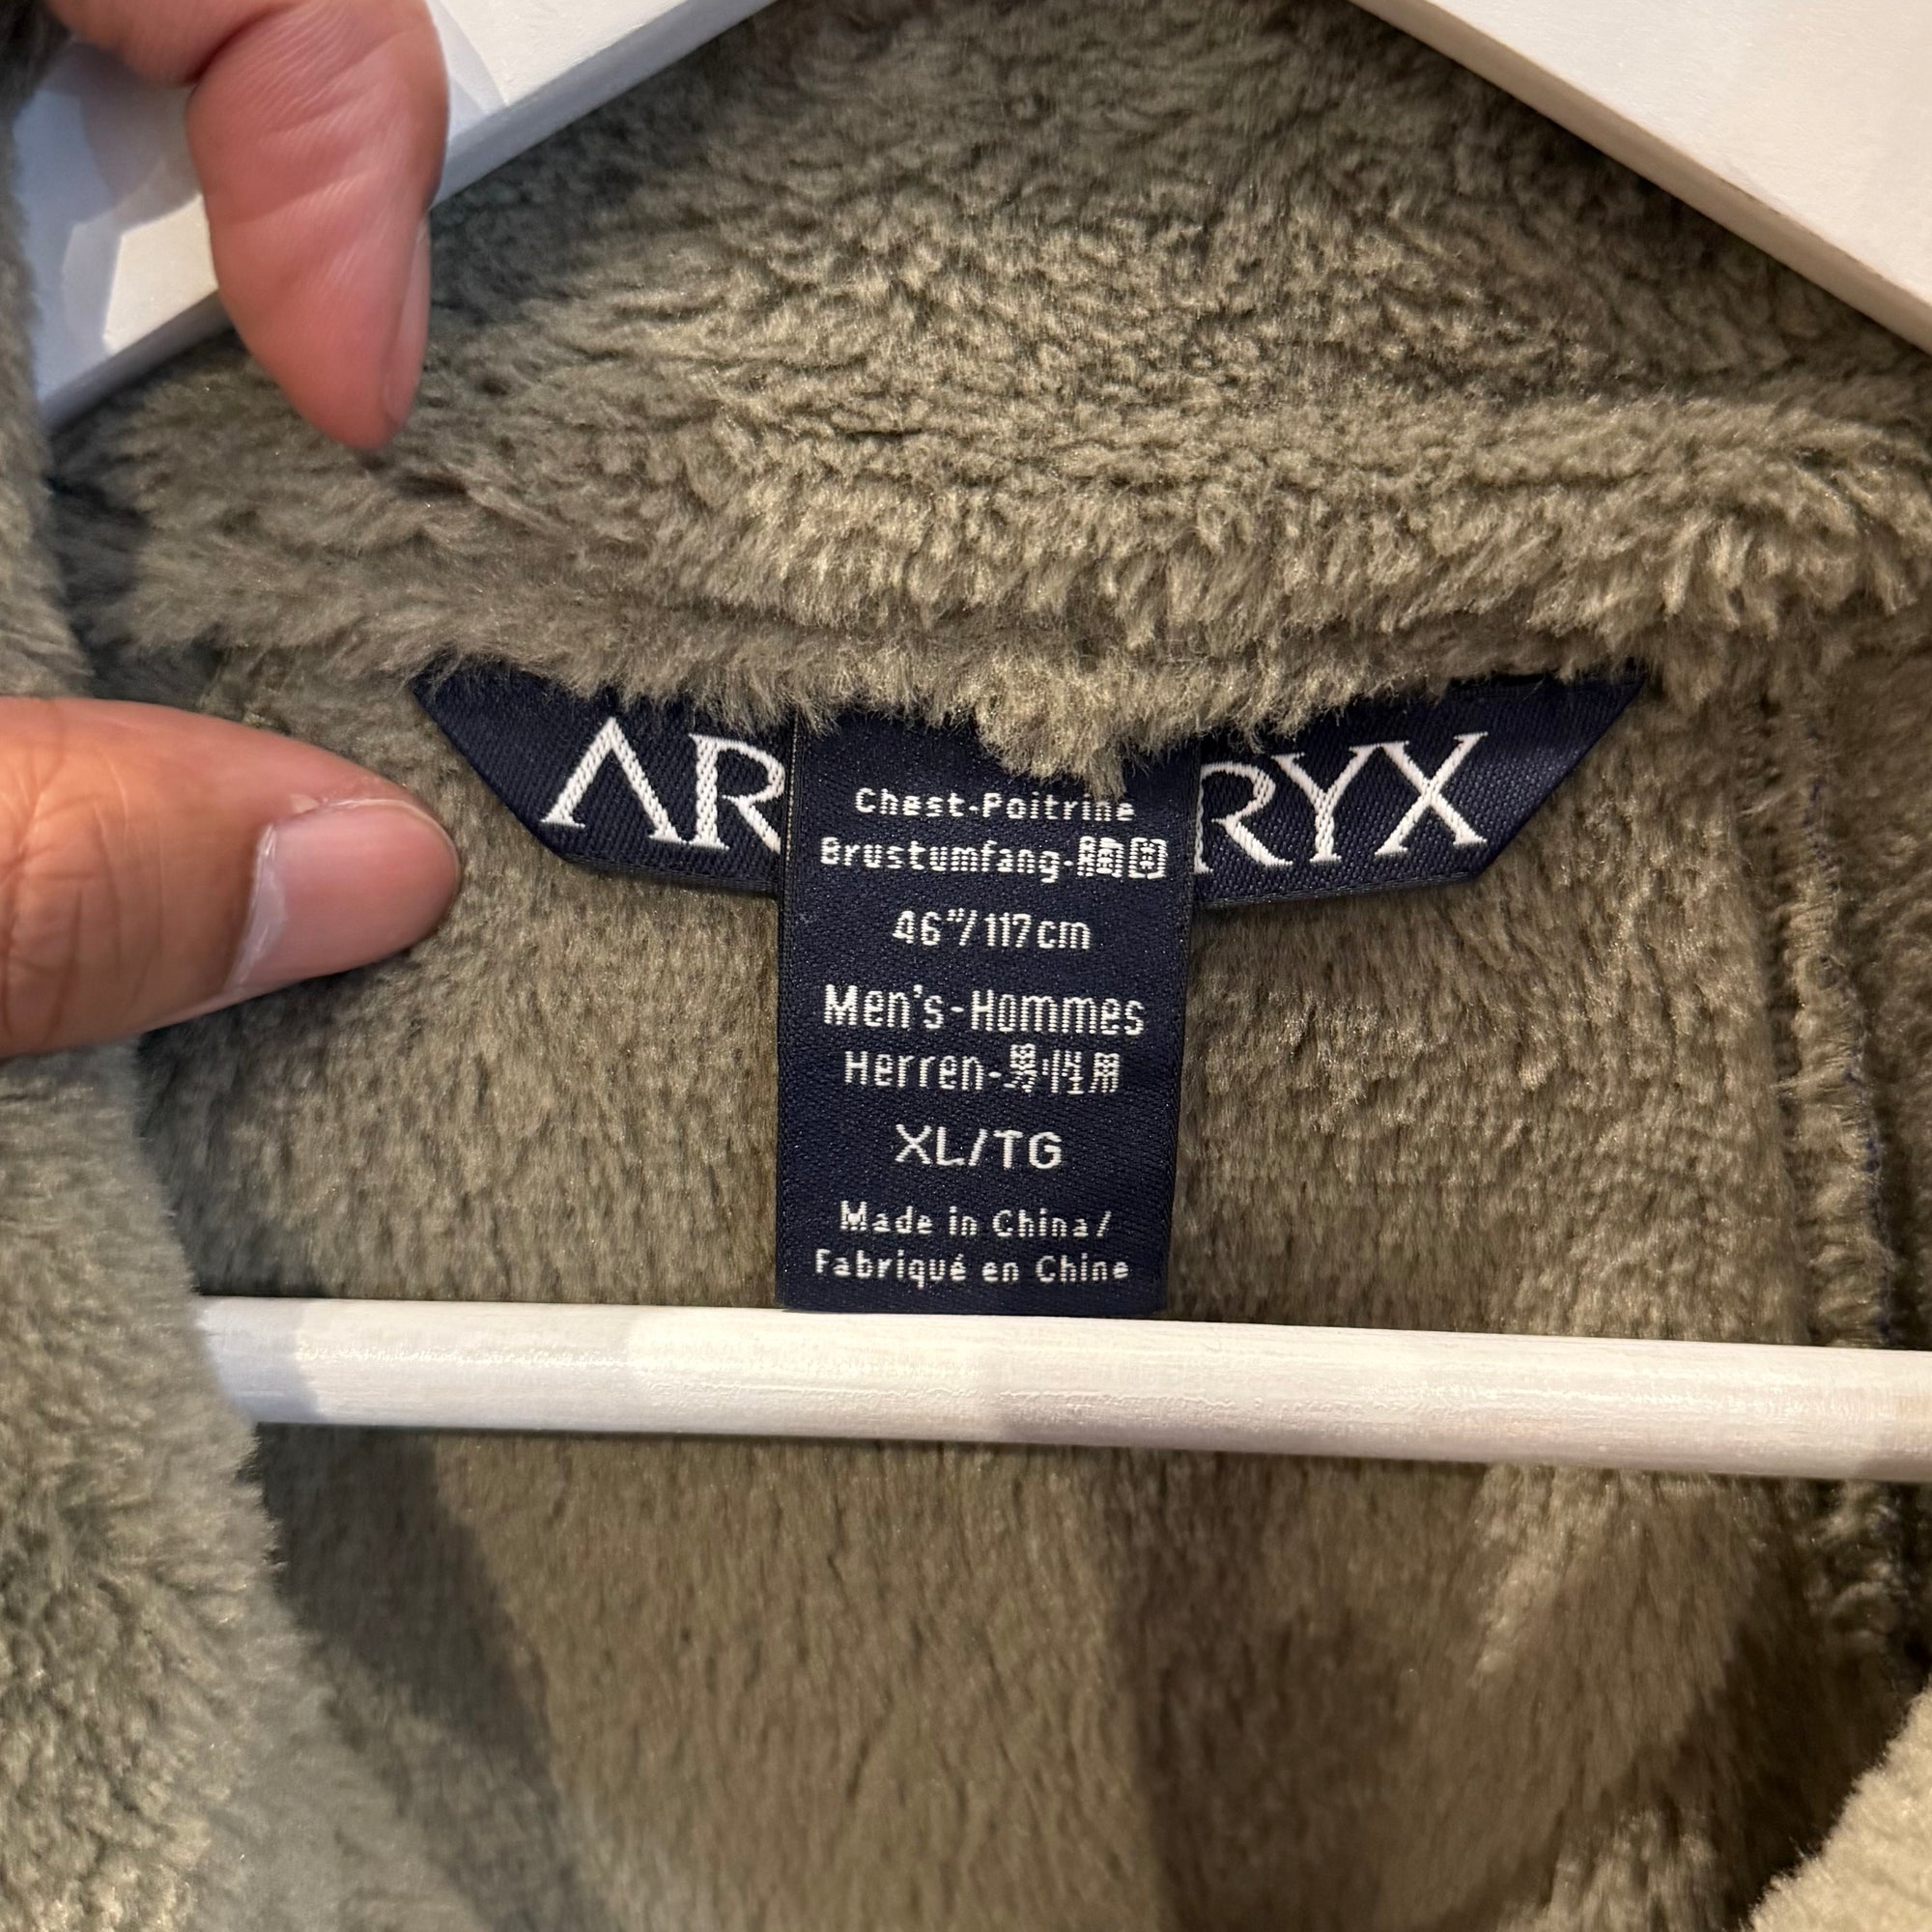 AR RYX
Chest-Poitrine
Brustumfang-胸囲
46"/117cm
Men's-Hommes
Herren-男性用
XL/TG
Made in China/
Fabriqué en Chine